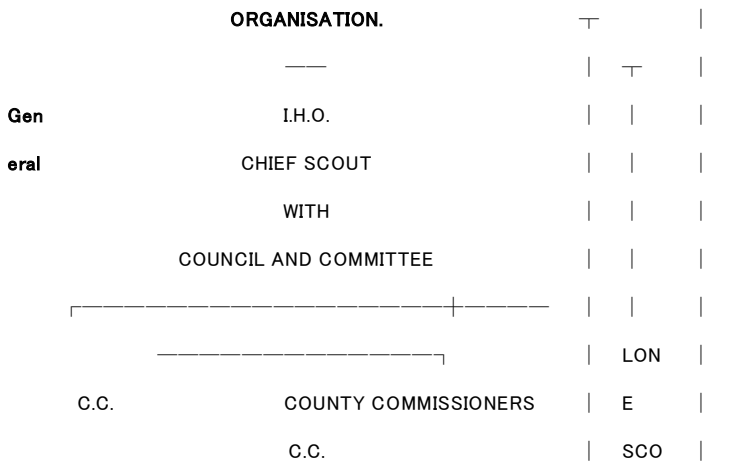 ORGANISATION. ┬ |
—— | ┬ |
Gen I.H.O. | | |
eral CHIEF SCOUT | | |
WITH | | |
COUNCIL AND COMMITTEE | | |
┌—————————————————┼———— | | |
—————————————┐ | LON |
C.C. COUNTY COMMISSIONERS | E |
C.C. | SCO |